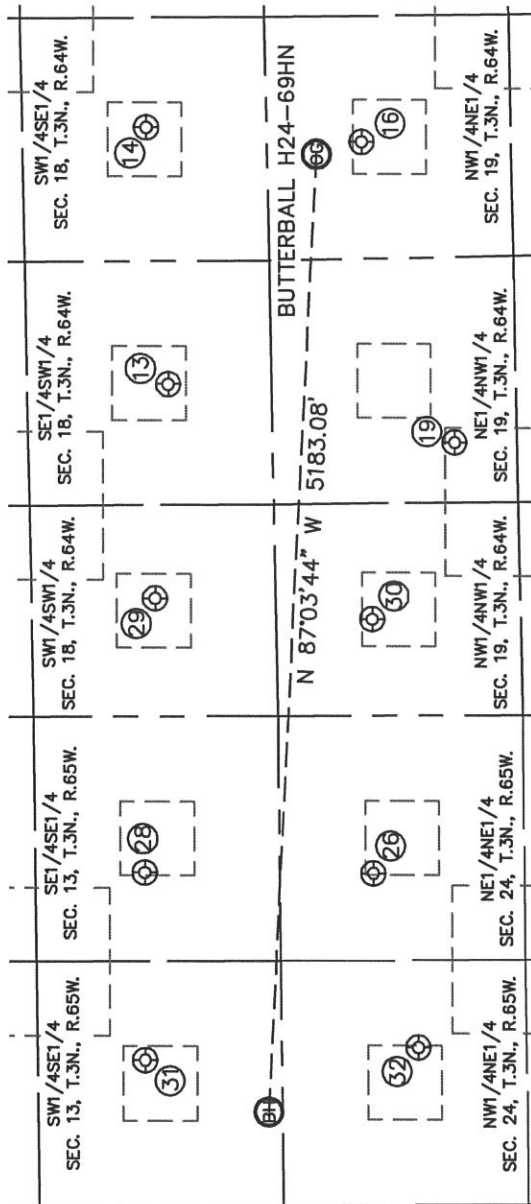 SW1/4SE1/4
SEC. 13, T.3N., R.65W.
SE1/4SE1/4
SEC. 13, T.3N., R.65W.
SW1/4SW1/4
SEC. 18, T.3N., R.64W.
SE1/4SW1/4
SEC. 18, T.3N., R.64W.
SW1/4SE1/4
SEC. 18, T.3N., R.64W.
31
28
29
13
14
BH
N 87°03'44" W 5183.08'
BUTTERBALL H24-69HN
OG
32
26
30
19
16
NW1/4NE1/4
SEC. 24, T.3N., R.65W.
NE1/4NE1/4
SEC. 24, T.3N., R.65W.
NW1/4NW1/4
SEC. 19, T.3N., R.64W.
NE1/4NW1/4
SEC. 19, T.3N., R.64W.
NW1/4NE1/4
SEC. 19, T.3N., R.64W.